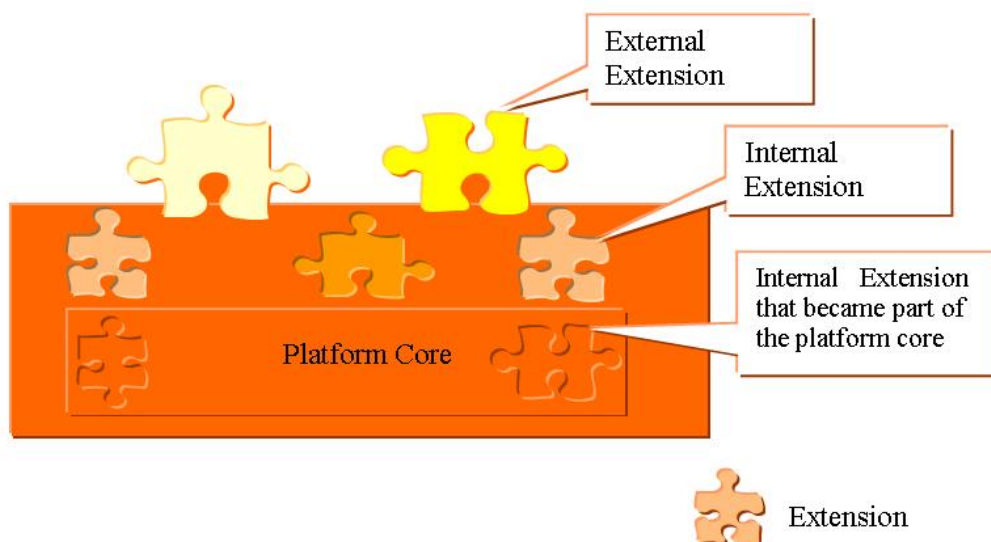 External
Extension
Internal
Extension
Internal Extension
that became part of
the platform core
Platform Core
Extension